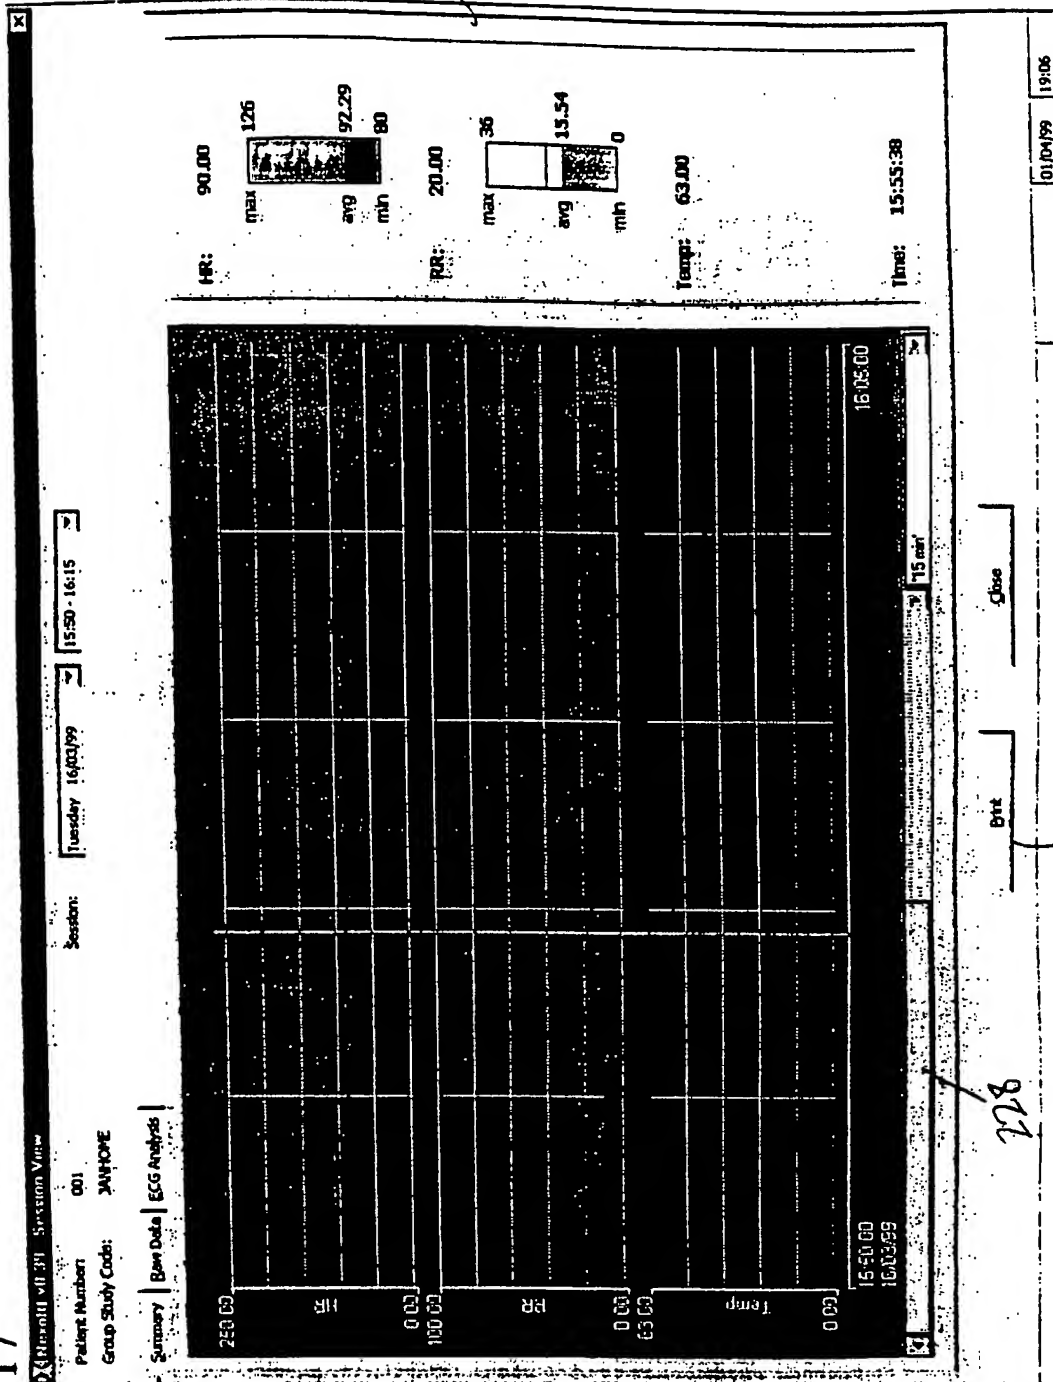 Session View
Patient Number: 001
Group Study Code: JANHOME
Session: Tuesday 16/03/99 15:50 - 16:15
Summary Raw Data ECG Analysis
250.00
HR
0.00
100.00
RR
0.00
63.00
Temp
0.00
15:50:00
16/03/99
16:05:00
15 min
HR: 90.00
max 126
avg 92.29
min 80
RR: 20.00
max 36
avg 15.54
min 0
Temp: 63.00
Time: 15:55:38
Print
Close
822
01/04/99
19:06
17